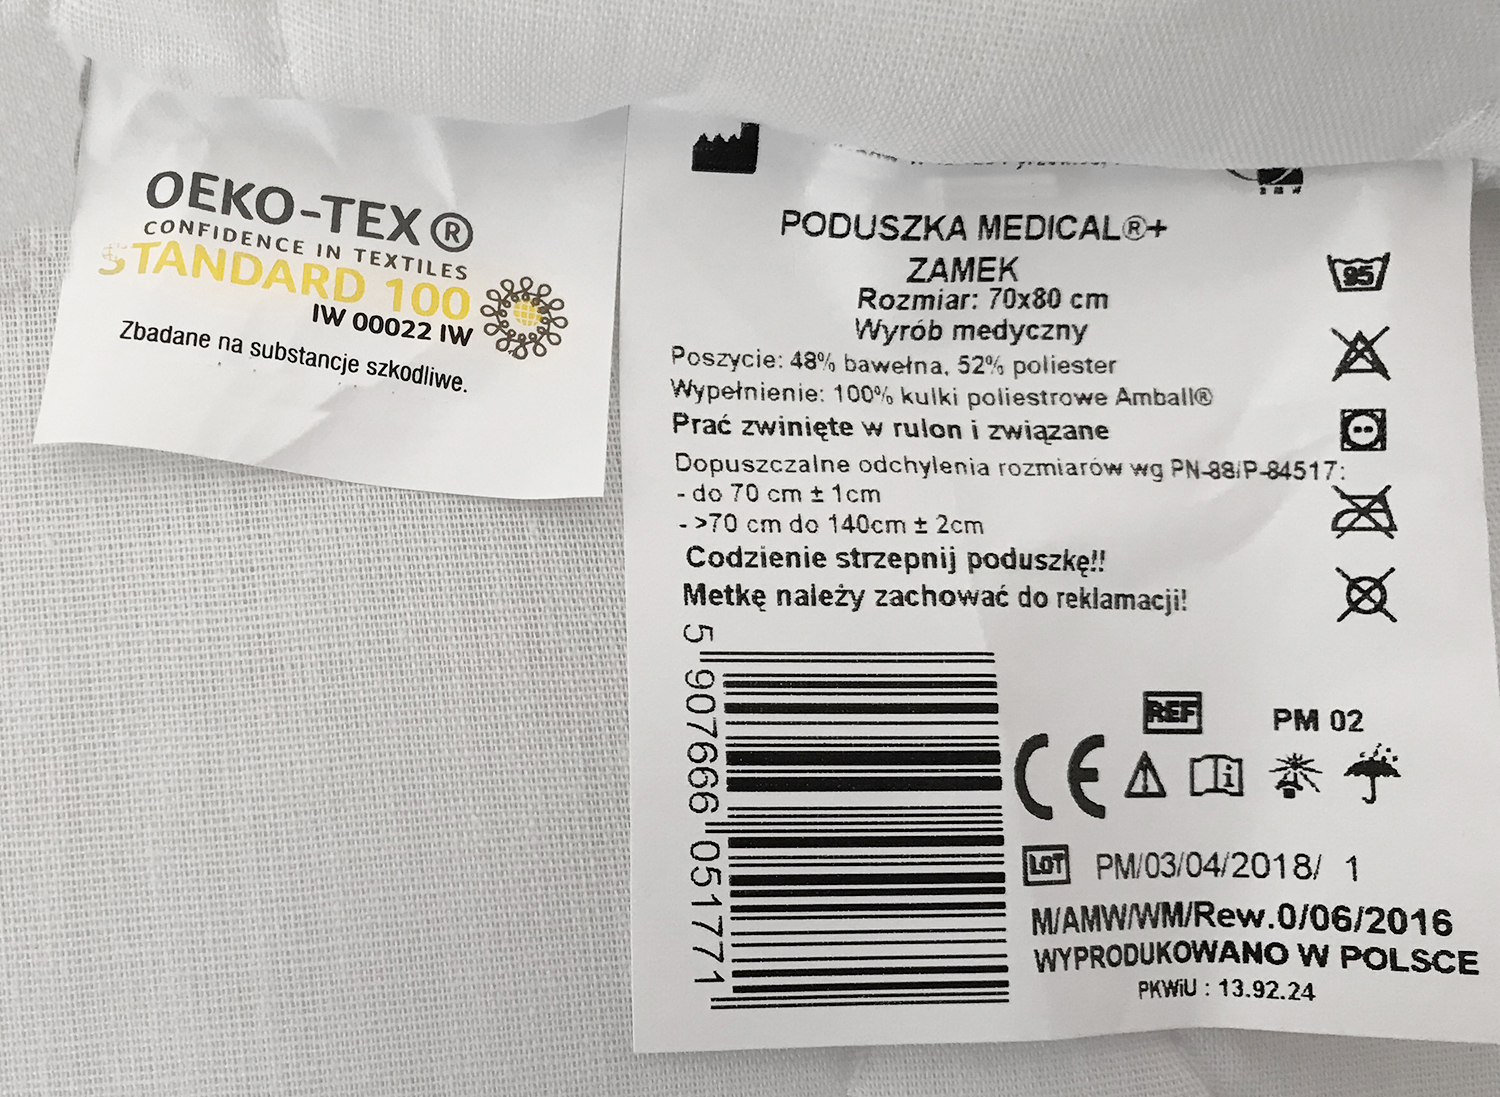 OEKO-TEX®
CONFIDENCE IN TEXTILES
STANDARD 100
IW 00022 IW
Zbadane na substancje szkodliwe.
PODUSZKA MEDICAL®+
ZAMEK
Rozmiar: 70x80 cm
Wyrób medyczny
Poszycie: 48% bawełna, 52% poliester
Wypełnienie: 100% kulki poliestrowe Amball®
Prać zwinięte w rulon i związane
Dopuszczalne odchylenia rozmiarów wg PN-88/P-84517:
- do 70 cm ± 1cm
- >70 cm do 140cm ± 2cm
Codzienie strzepnij poduszkę!!
Metkę należy zachować do reklamacji!
95
5 907666 051771
REF PM 02
CE
LOT PM/03/04/2018/ 1
M/AMW/WM/Rew.0/06/2016
WYPRODUKOWANO W POLSCE
PKWiU : 13.92.24